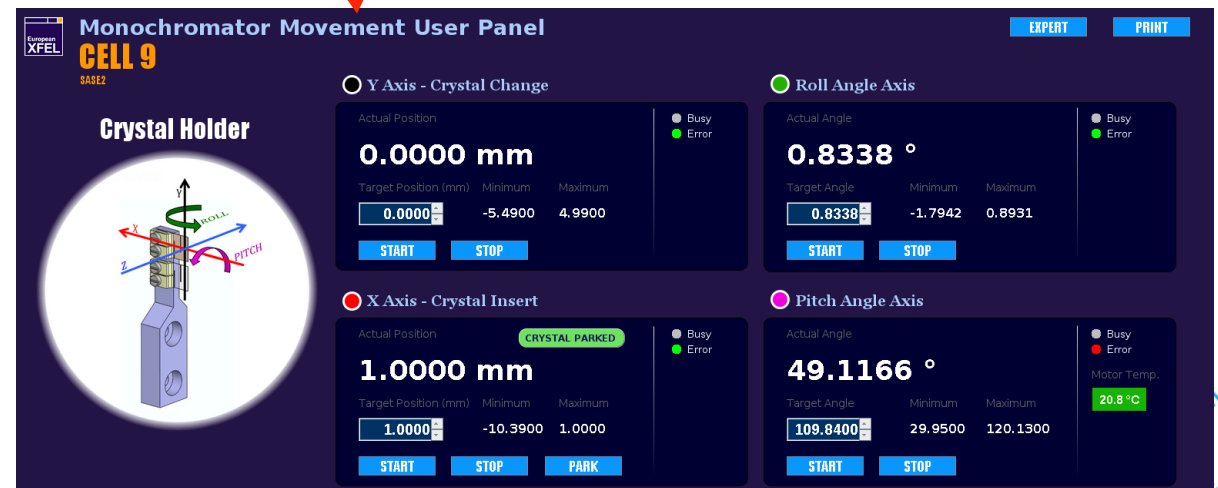 European
XFEL
Monochromator Movement User Panel
EXPERT
PRINT
CELL 9
SASE2
Crystal Holder
Y
ROLL
X
PITCH
Z
Y Axis - Crystal Change
Actual Position
Busy
Error
0.0000 mm
Target Position (mm) Minimum Maximum
0.0000 -5.4900 4.9900
START STOP
Roll Angle Axis
Actual Angle
Busy
Error
0.8338 °
Target Angle Minimum Maximum
0.8338 -1.7942 0.8931
START STOP
X Axis - Crystal Insert
Actual Position
CRYSTAL PARKED
Busy
Error
1.0000 mm
Target Position (mm) Minimum Maximum
1.0000 -10.3900 1.0000
START STOP PARK
Pitch Angle Axis
Actual Angle
Busy
Error
49.1166 °
Motor Temp.
20.8 °C
Target Angle Minimum Maximum
109.8400 29.9500 120.1300
START STOP